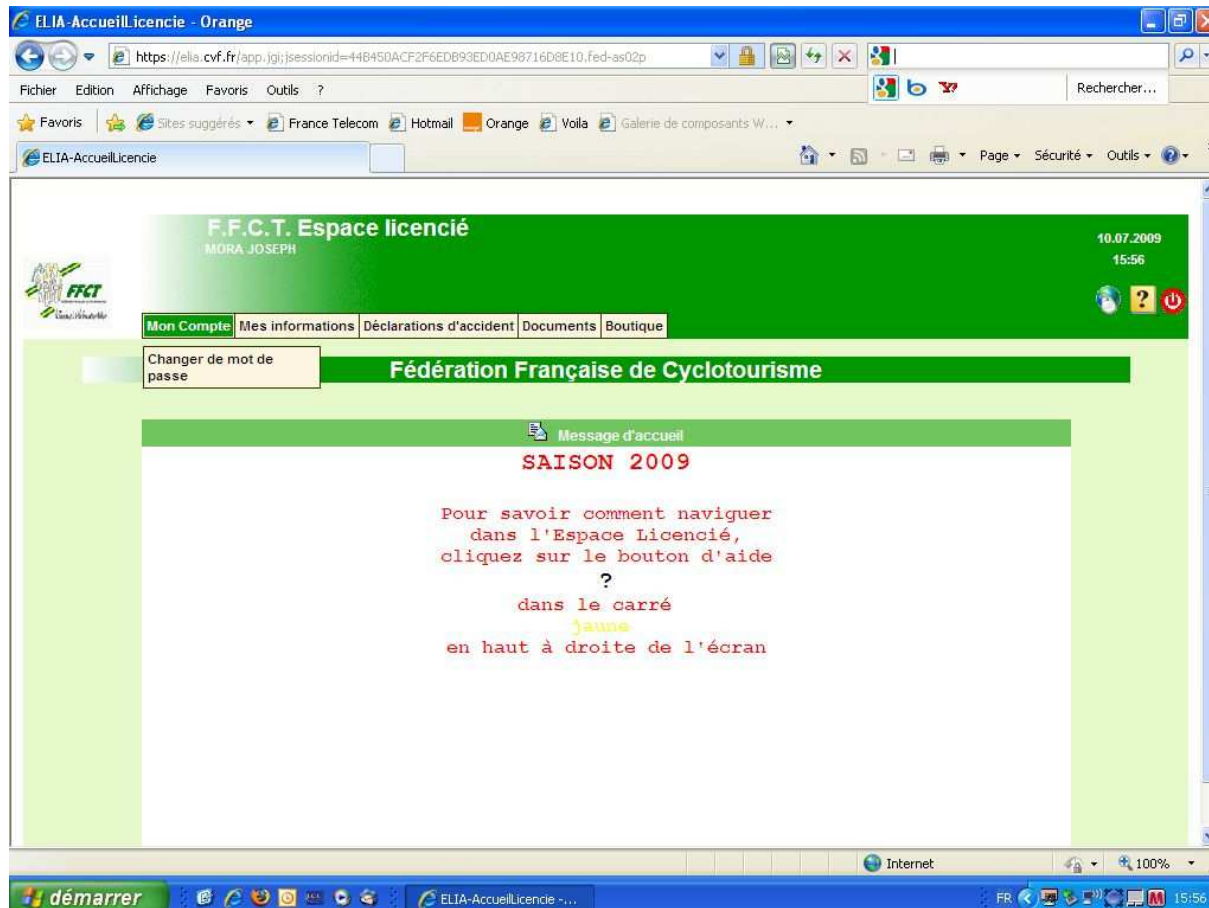 ELIA-AccueilLicencie - Orange
https://elia.cvf.fr/app.jgi;jsessionid=44B450ACF2F6EDB93ED0AE98716D8E10.fed-as02p
Fichier Edition Affichage Favoris Outils ?
Rechercher...
Favoris Sites suggérés France Telecom Hotmail Orange Voila Galerie de composants W...
ELIA-AccueilLicencie
Page Sécurité Outils
F.F.C.T. Espace licencié
MORA JOSEPH
10.07.2009
15:56
FFCT
?
Mon Compte Mes informations Déclarations d'accident Documents Boutique
Changer de mot de
passe
Fédération Française de Cyclotourisme
Message d'accueil
SAISON 2009
Pour savoir comment naviguer
dans l'Espace Licencié,
cliquez sur le bouton d'aide
?
dans le carré
jaune
en haut à droite de l'écran
Internet
100%
démarrer
ELIA-AccueilLicencie -...
FR
15:56